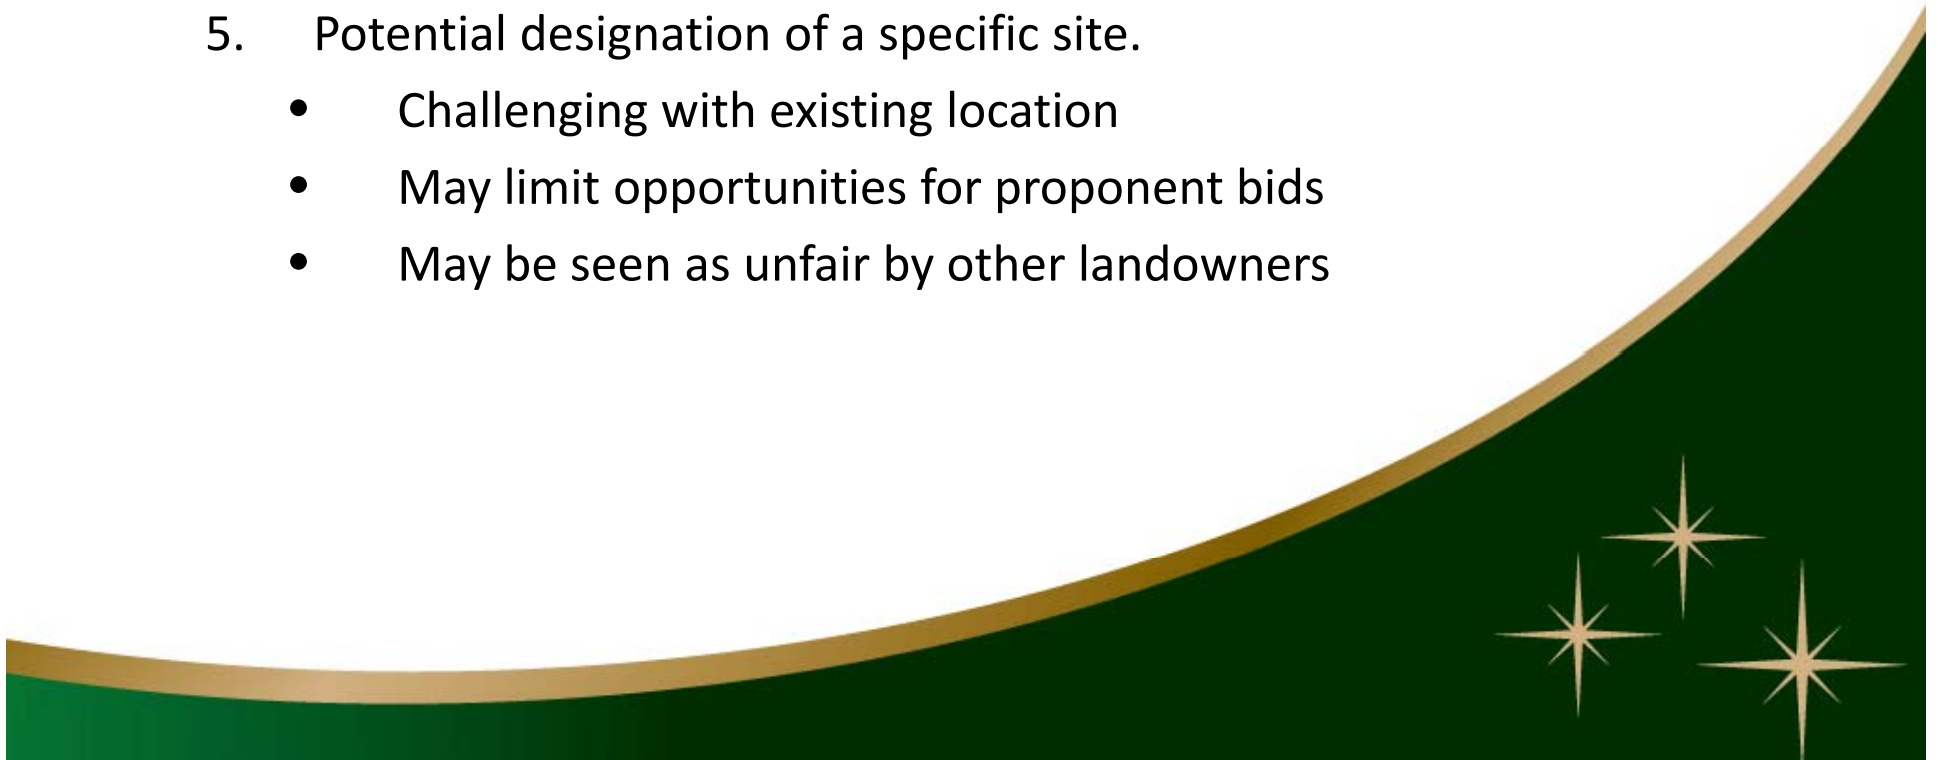 5. Potential designation of a specific site.
• Challenging with existing location
• May limit opportunities for proponent bids
• May be seen as unfair by other landowners